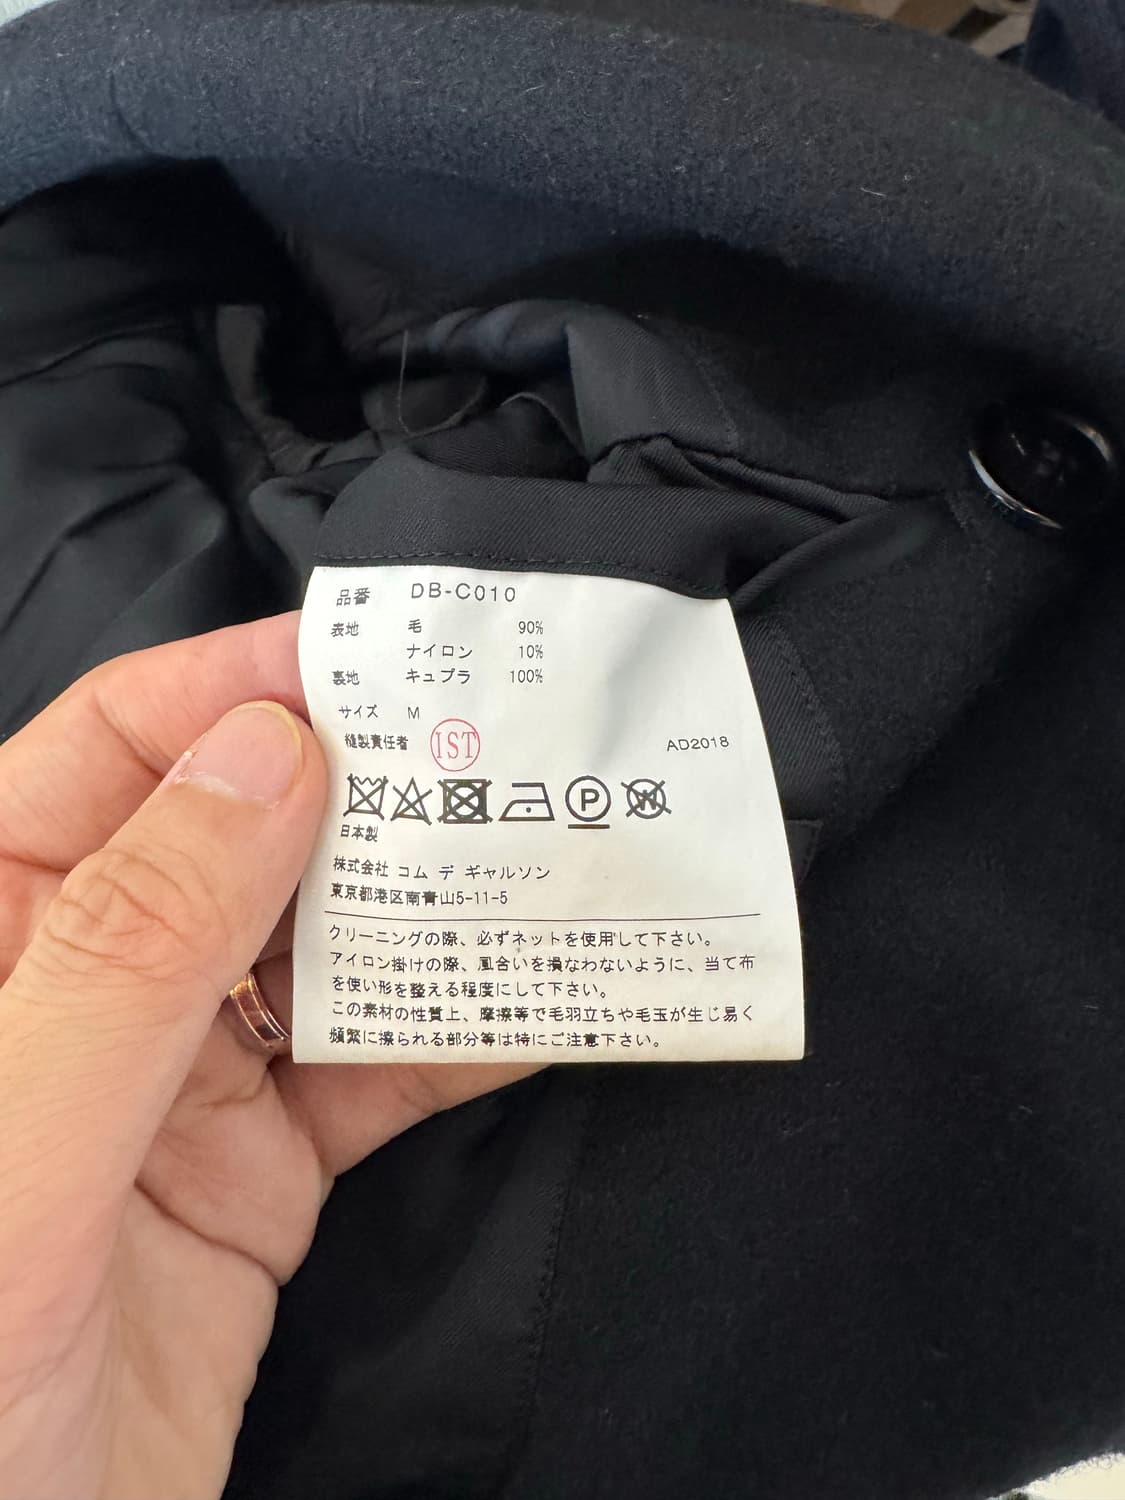 品番 DB-C010
表地 毛 90%
ナイロン 10%
裏地 キュプラ 100%
サイズ M
縫製責任者 IST AD2018
P W
日本製
株式会社 コム デ ギャルソン
東京都港区南青山5-11-5
クリーニングの際、必ずネットを使用して下さい。
アイロン掛けの際、風合いを損なわないように、当て布
を使い形を整える程度にして下さい。
この素材の性質上、摩擦等で毛羽立ちや毛玉が生じ易く
頻繁に擦られる部分等は特にご注意下さい。